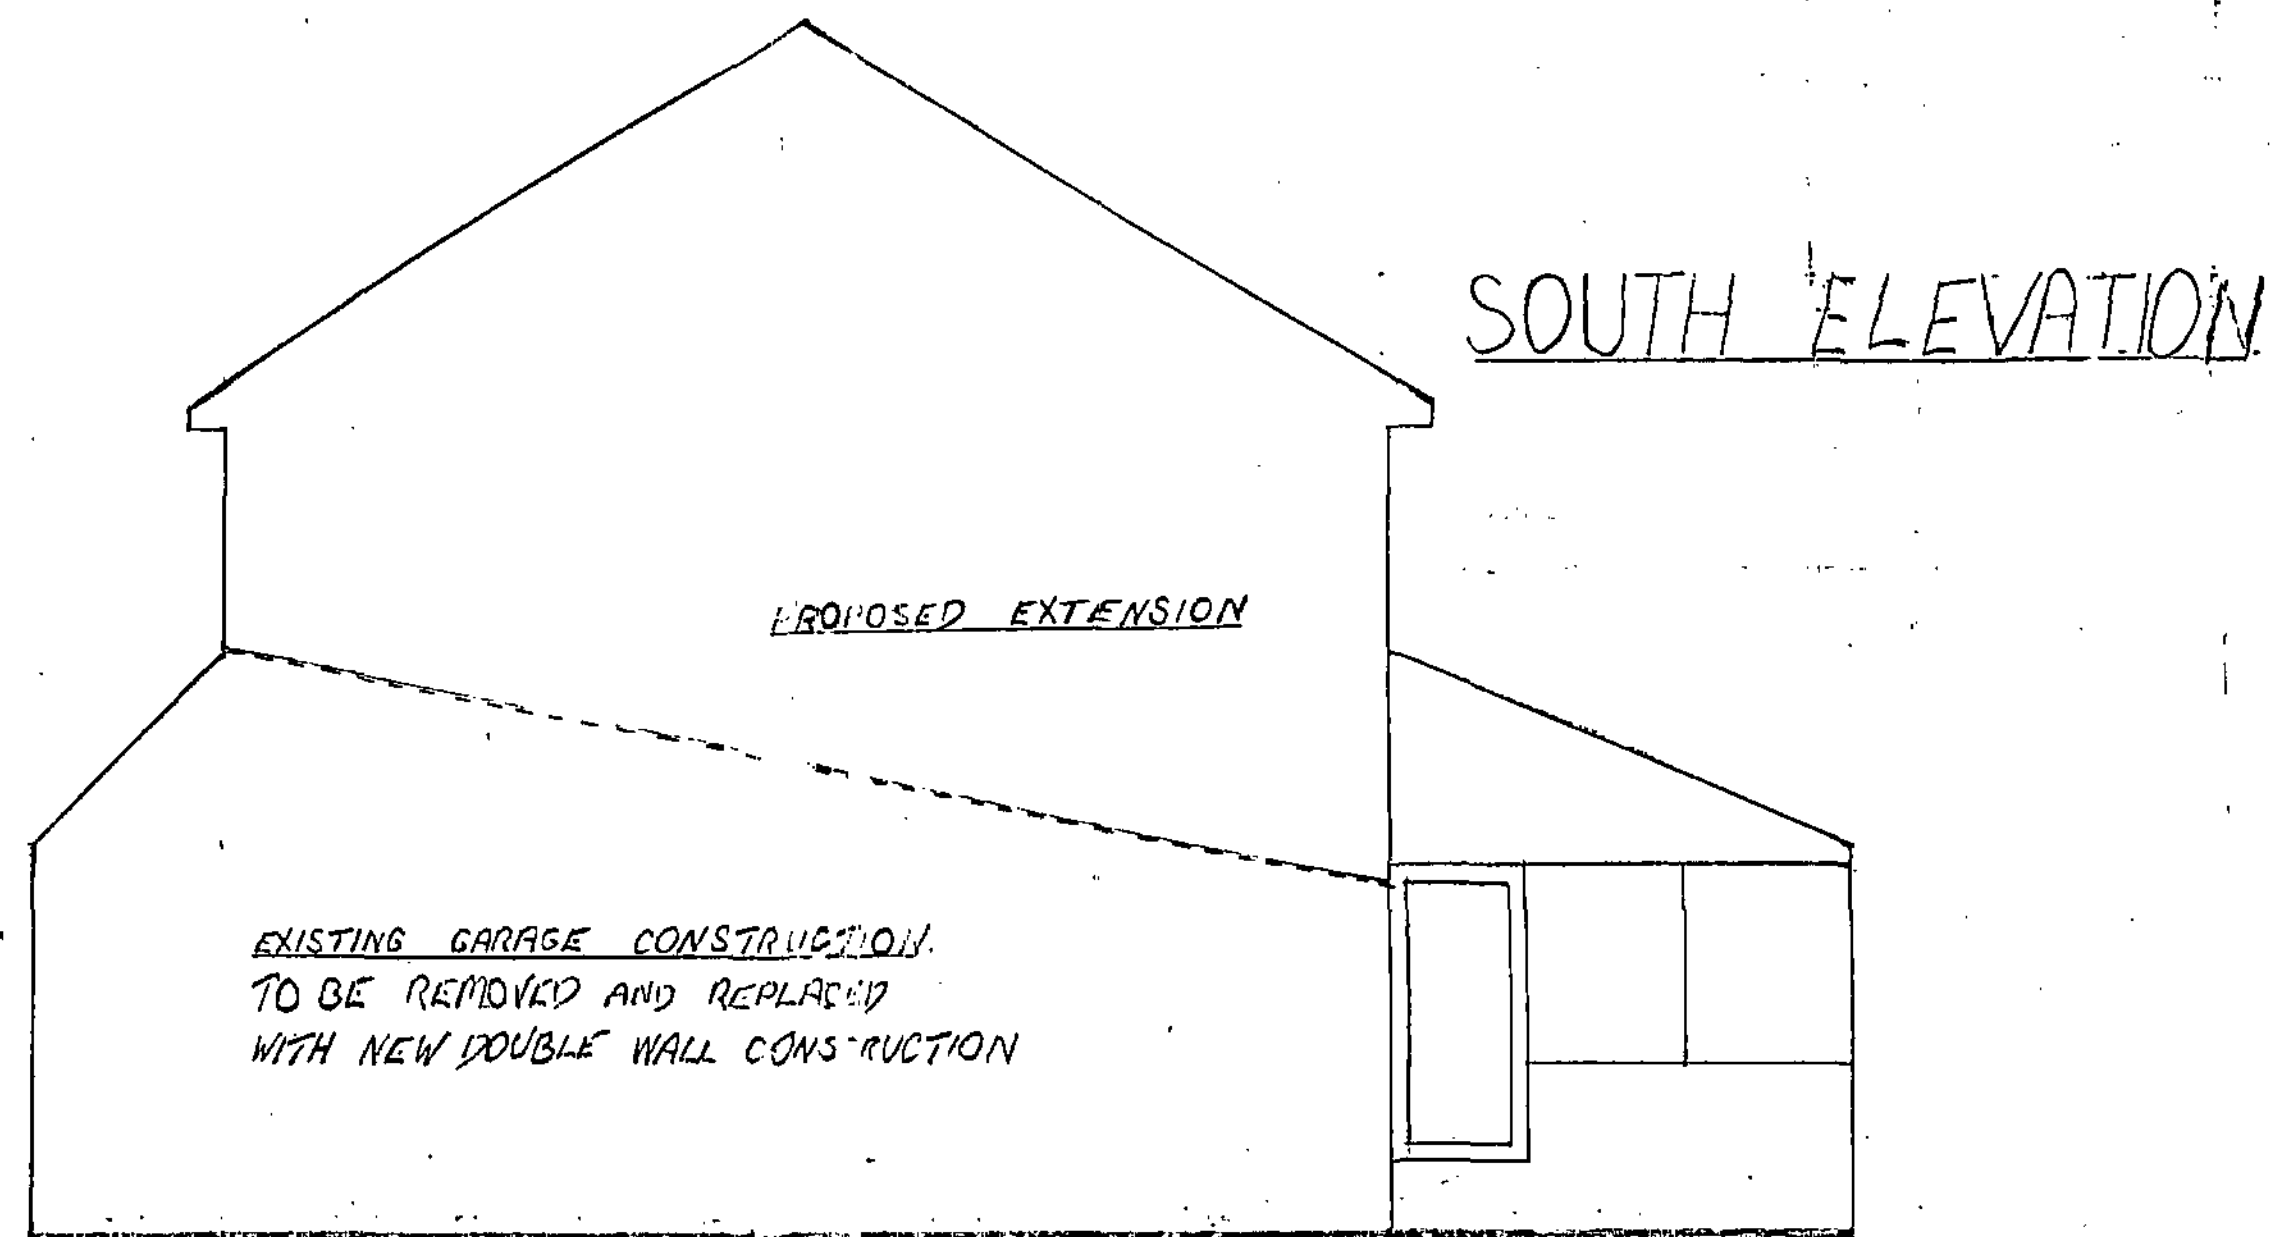 SOUTH ELEVATION
PROPOSED EXTENSION
EXISTING GARAGE CONSTRUCTION.
TO BE REMOVED AND REPLACED
WITH NEW DOUBLE WALL CONSTRUCTION